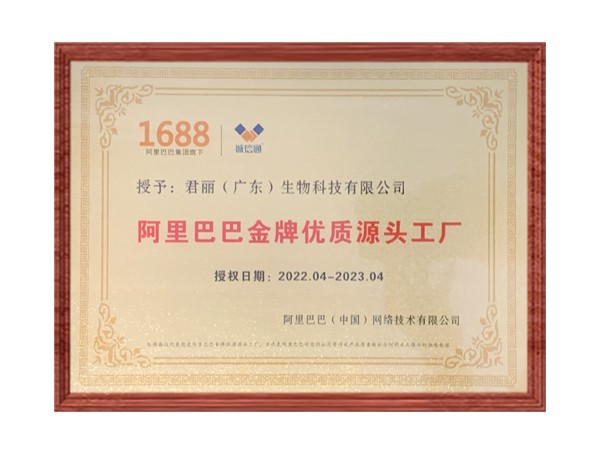 1688
阿里巴巴集团旗下
诚信通
授予：君丽（广东）生物科技有限公司
阿里巴巴金牌优质源头工厂
授权日期：2022.04-2023.04
阿里巴巴（中国）网络技术有限公司